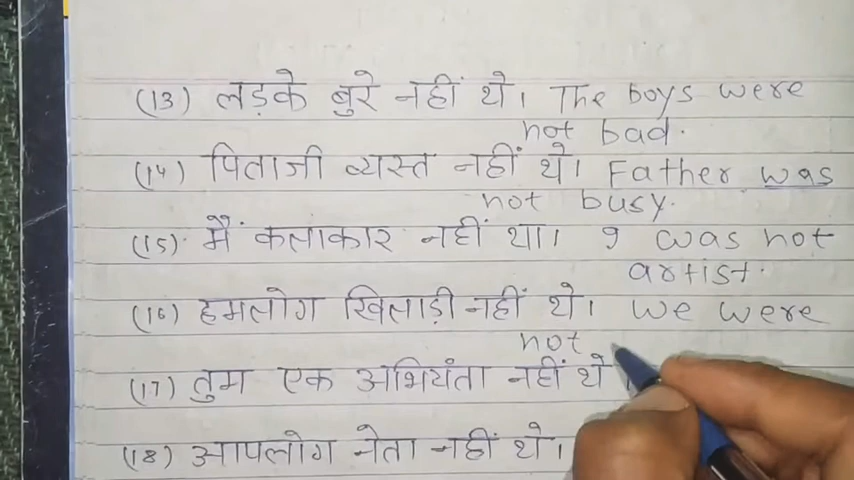 (13) लड़के बुरे नहीं थे। The boys were
not bad.
(14) पिताजी व्यस्त नहीं थे। Father was
not busy.
(15) मैं कलाकार नहीं था। I was not
artist.
(16) हमलोग खिलाड़ी नहीं थे। We were
not
(17) तुम एक अभियंता नहीं थे।
(18) आपलोग नेता नहीं थे।